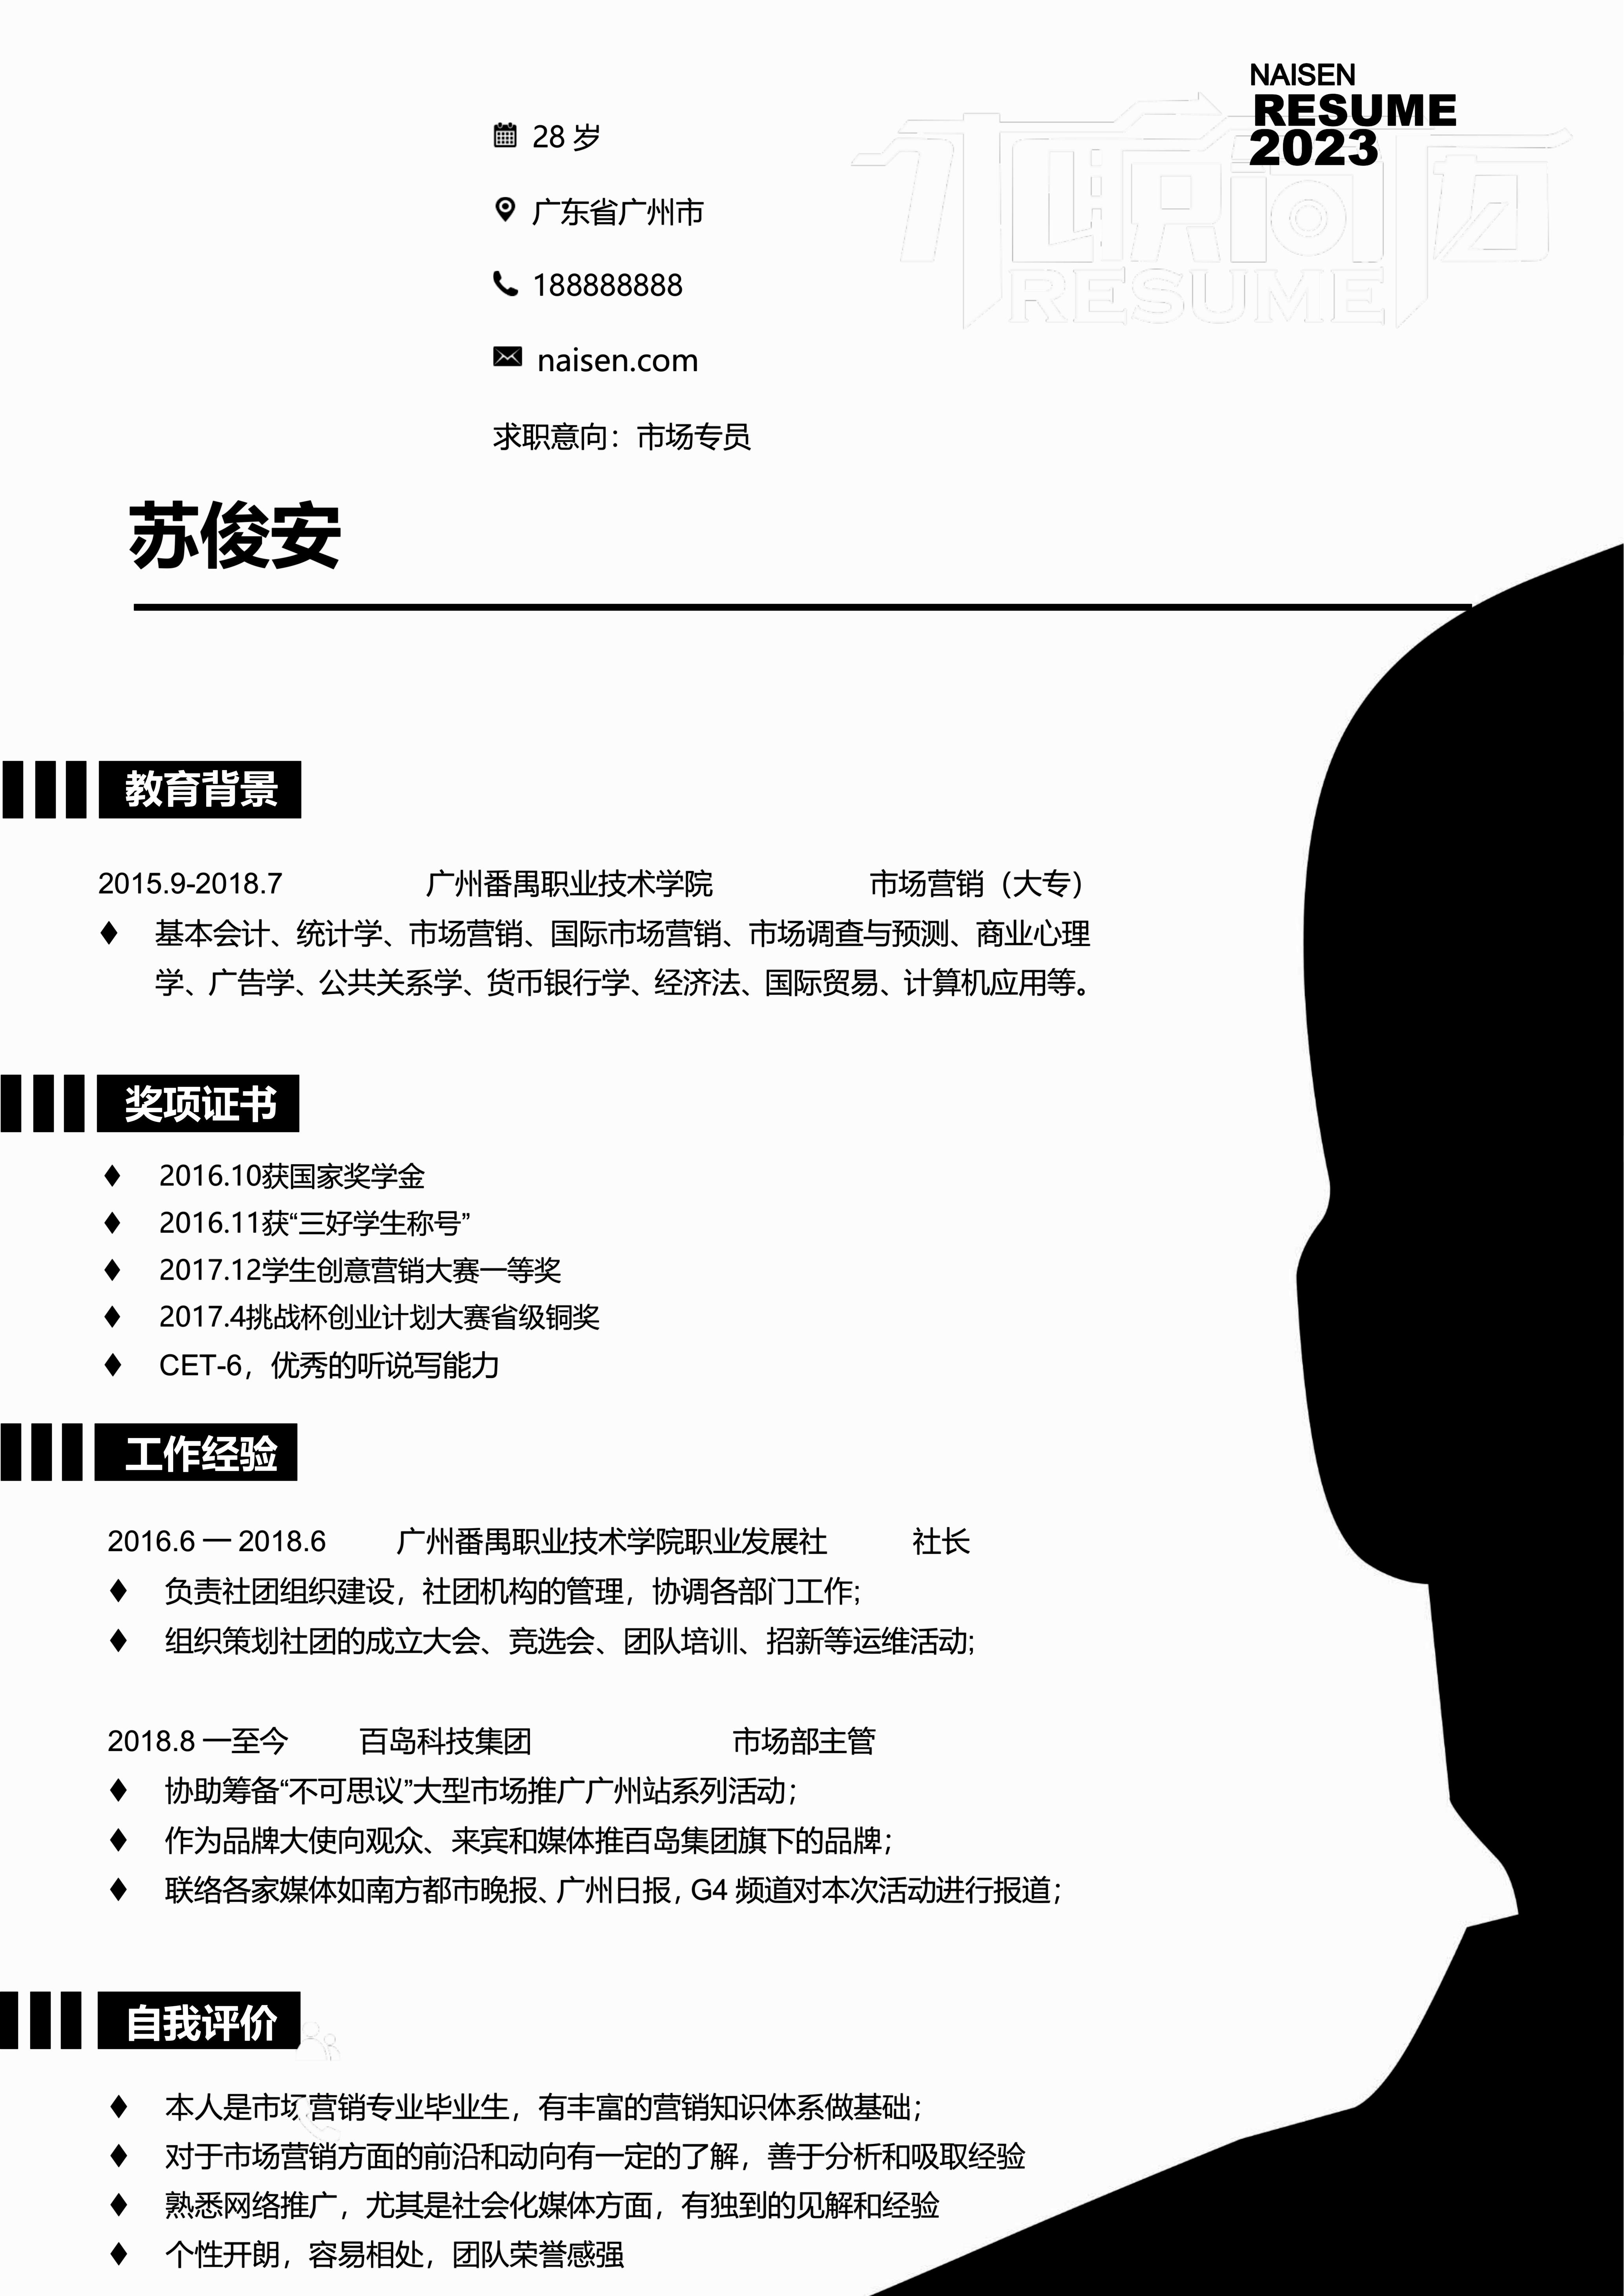 NAISEN
RESUME
2023
求职简历
RESUME
28 岁
广东省广州市
188888888
naisen.com
求职意向：市场专员
苏俊安
教育背景
2015.9-2018.7 广州番禺职业技术学院 市场营销（大专）
♦ 基本会计、统计学、市场营销、国际市场营销、市场调查与预测、商业心理
学、广告学、公共关系学、货币银行学、经济法、国际贸易、计算机应用等。
奖项证书
♦ 2016.10获国家奖学金
♦ 2016.11获“三好学生称号”
♦ 2017.12学生创意营销大赛一等奖
♦ 2017.4挑战杯创业计划大赛省级铜奖
♦ CET-6，优秀的听说写能力
工作经验
2016.6 — 2018.6 广州番禺职业技术学院职业发展社 社长
♦ 负责社团组织建设，社团机构的管理，协调各部门工作;
♦ 组织策划社团的成立大会、竞选会、团队培训、招新等运维活动;
2018.8 —至今 百岛科技集团 市场部主管
♦ 协助筹备“不可思议”大型市场推广广州站系列活动；
♦ 作为品牌大使向观众、来宾和媒体推百岛集团旗下的品牌；
♦ 联络各家媒体如南方都市晚报、广州日报，G4 频道对本次活动进行报道；
自我评价
♦ 本人是市场营销专业毕业生，有丰富的营销知识体系做基础；
♦ 对于市场营销方面的前沿和动向有一定的了解，善于分析和吸取经验
♦ 熟悉网络推广，尤其是社会化媒体方面，有独到的见解和经验
♦ 个性开朗，容易相处，团队荣誉感强